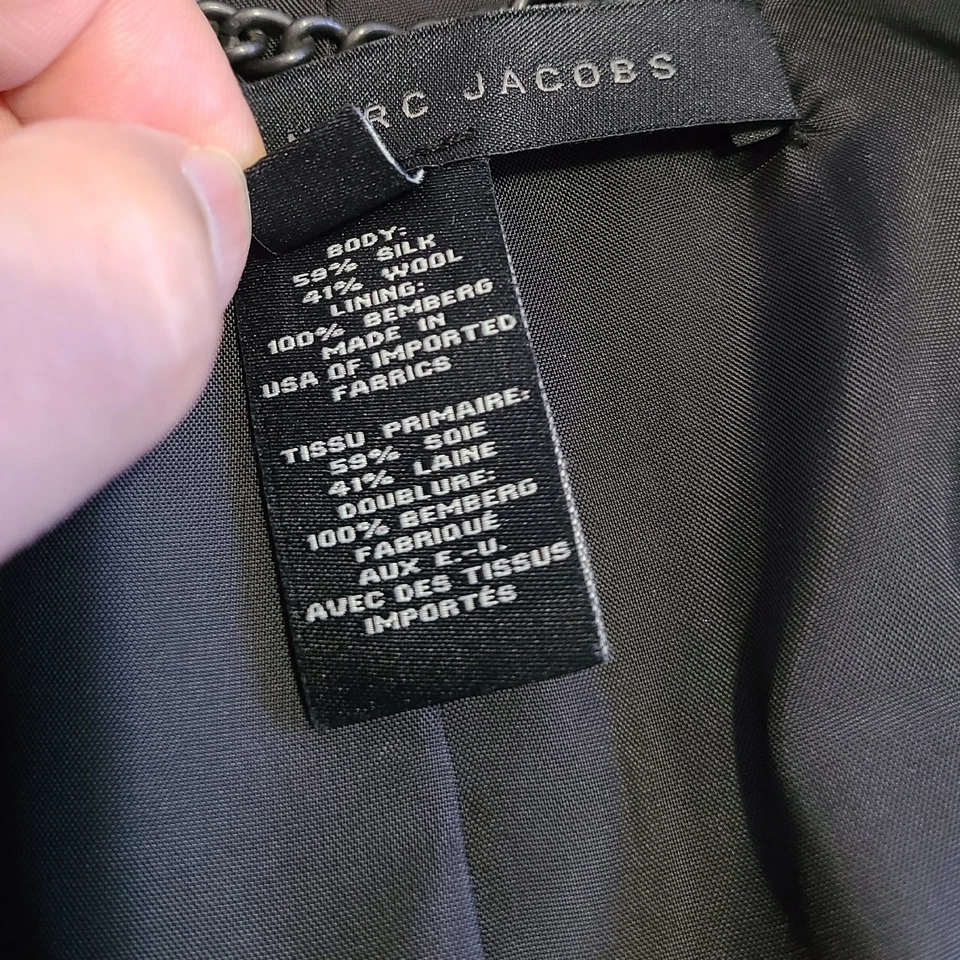 MARC JACOBS
BODY:
59% SILK
41% WOOL
LINING:
100% BEMBERG
MADE IN
USA OF IMPORTED
FABRICS
TISSU PRIMAIRE:
59% SOIE
41% LAINE
DOUBLURE:
100% BEMBERG
FABRIQUÉ
AUX E.-U.
AVEC DES TISSUS
IMPORTÉS